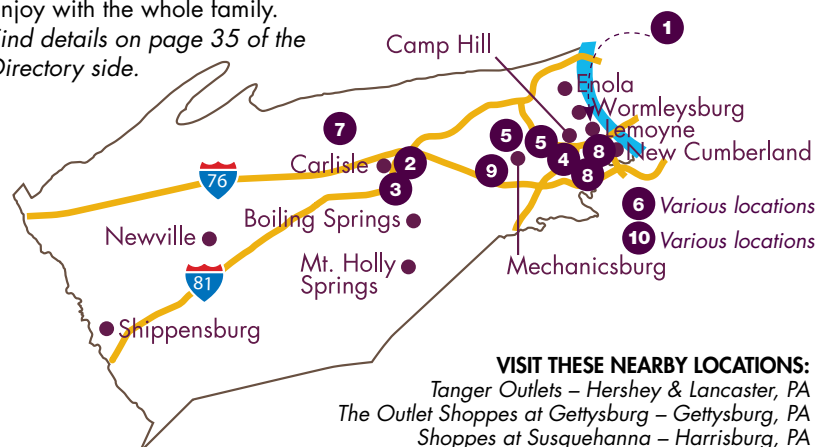 enjoy with the whole family.
Find details on page 35 of the
Directory side.
1
Camp Hill
Enola
Wormleysburg
Lemoyne
New Cumberland
7
5
5
4
8
8
9
Carlisle
2
3
76
6 Various locations
10 Various locations
Boiling Springs
Newville
Mechanicsburg
Mt. Holly
Springs
81
Shippensburg
VISIT THESE NEARBY LOCATIONS:
Tanger Outlets – Hershey & Lancaster, PA
The Outlet Shoppes at Gettysburg – Gettysburg, PA
Shoppes at Susquehanna – Harrisburg, PA